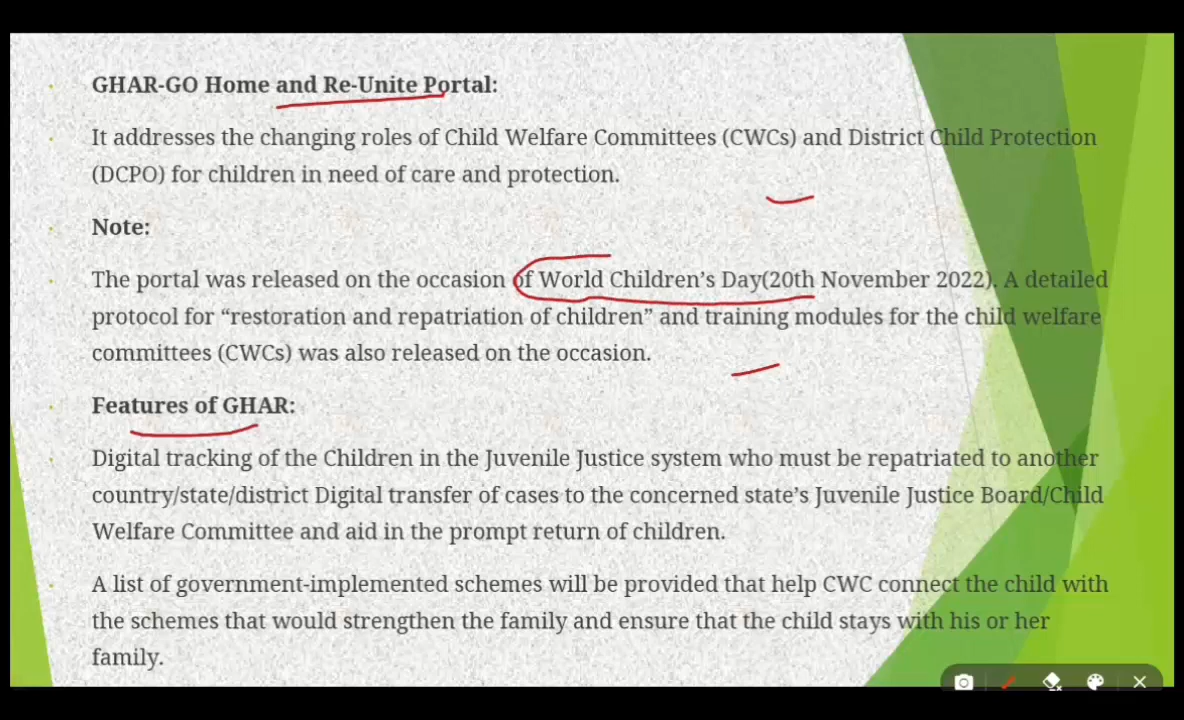 GHAR-GO Home and Re-Unite Portal:
It addresses the changing roles of Child Welfare Committees (CWCs) and District Child Protection
(DCPO) for children in need of care and protection.
Note:
The portal was released on the occasion of World Children’s Day(20th November 2022). A detailed
protocol for “restoration and repatriation of children” and training modules for the child welfare
committees (CWCs) was also released on the occasion.
Features of GHAR:
Digital tracking of the Children in the Juvenile Justice system who must be repatriated to another
country/state/district Digital transfer of cases to the concerned state’s Juvenile Justice Board/Child
Welfare Committee and aid in the prompt return of children.
A list of government-implemented schemes will be provided that help CWC connect the child with
the schemes that would strengthen the family and ensure that the child stays with his or her
family.